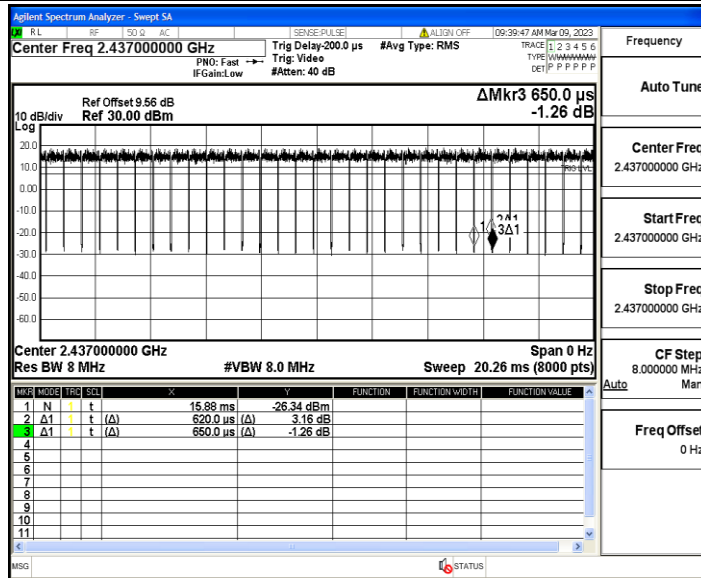 Agilent Spectrum Analyzer - Swept SA
RL RF 50 Ω AC SENSE:PULSE ALIGN OFF 09:39:47 AM Mar 09, 2023
Center Freq 2.437000000 GHz
PNO: Fast
IFGain:Low
Trig Delay-200.0 µs
Trig: Video
#Atten: 40 dB
#Avg Type: RMS
TRACE 1 2 3 4 5 6
TYPE WWWWWW
DET P P P P P P
Frequency
Auto Tune
ΔMkr3 650.0 µs
-1.26 dB
Ref Offset 9.56 dB
10 dB/div Ref 30.00 dBm
Log
20.0
10.0
0.00
-10.0
-20.0
-30.0
-40.0
-50.0
-60.0
TRIG LVL
1
2Δ1
3Δ1
Center Freq
2.437000000 GHz
Start Freq
2.437000000 GHz
Stop Freq
2.437000000 GHz
CF Step
8.000000 MHz
Auto Man
Freq Offset
0 Hz
Center 2.437000000 GHz Span 0 Hz
Res BW 8 MHz #VBW 8.0 MHz Sweep 20.26 ms (8000 pts)
MKR MODE TRC SCL X Y FUNCTION FUNCTION WIDTH FUNCTION VALUE
1 N 1 t 15.88 ms -26.34 dBm
2 Δ1 1 t (Δ) 620.0 µs (Δ) 3.16 dB
3 Δ1 1 t (Δ) 650.0 µs (Δ) -1.26 dB
4
5
6
7
8
9
10
11
MSG STATUS